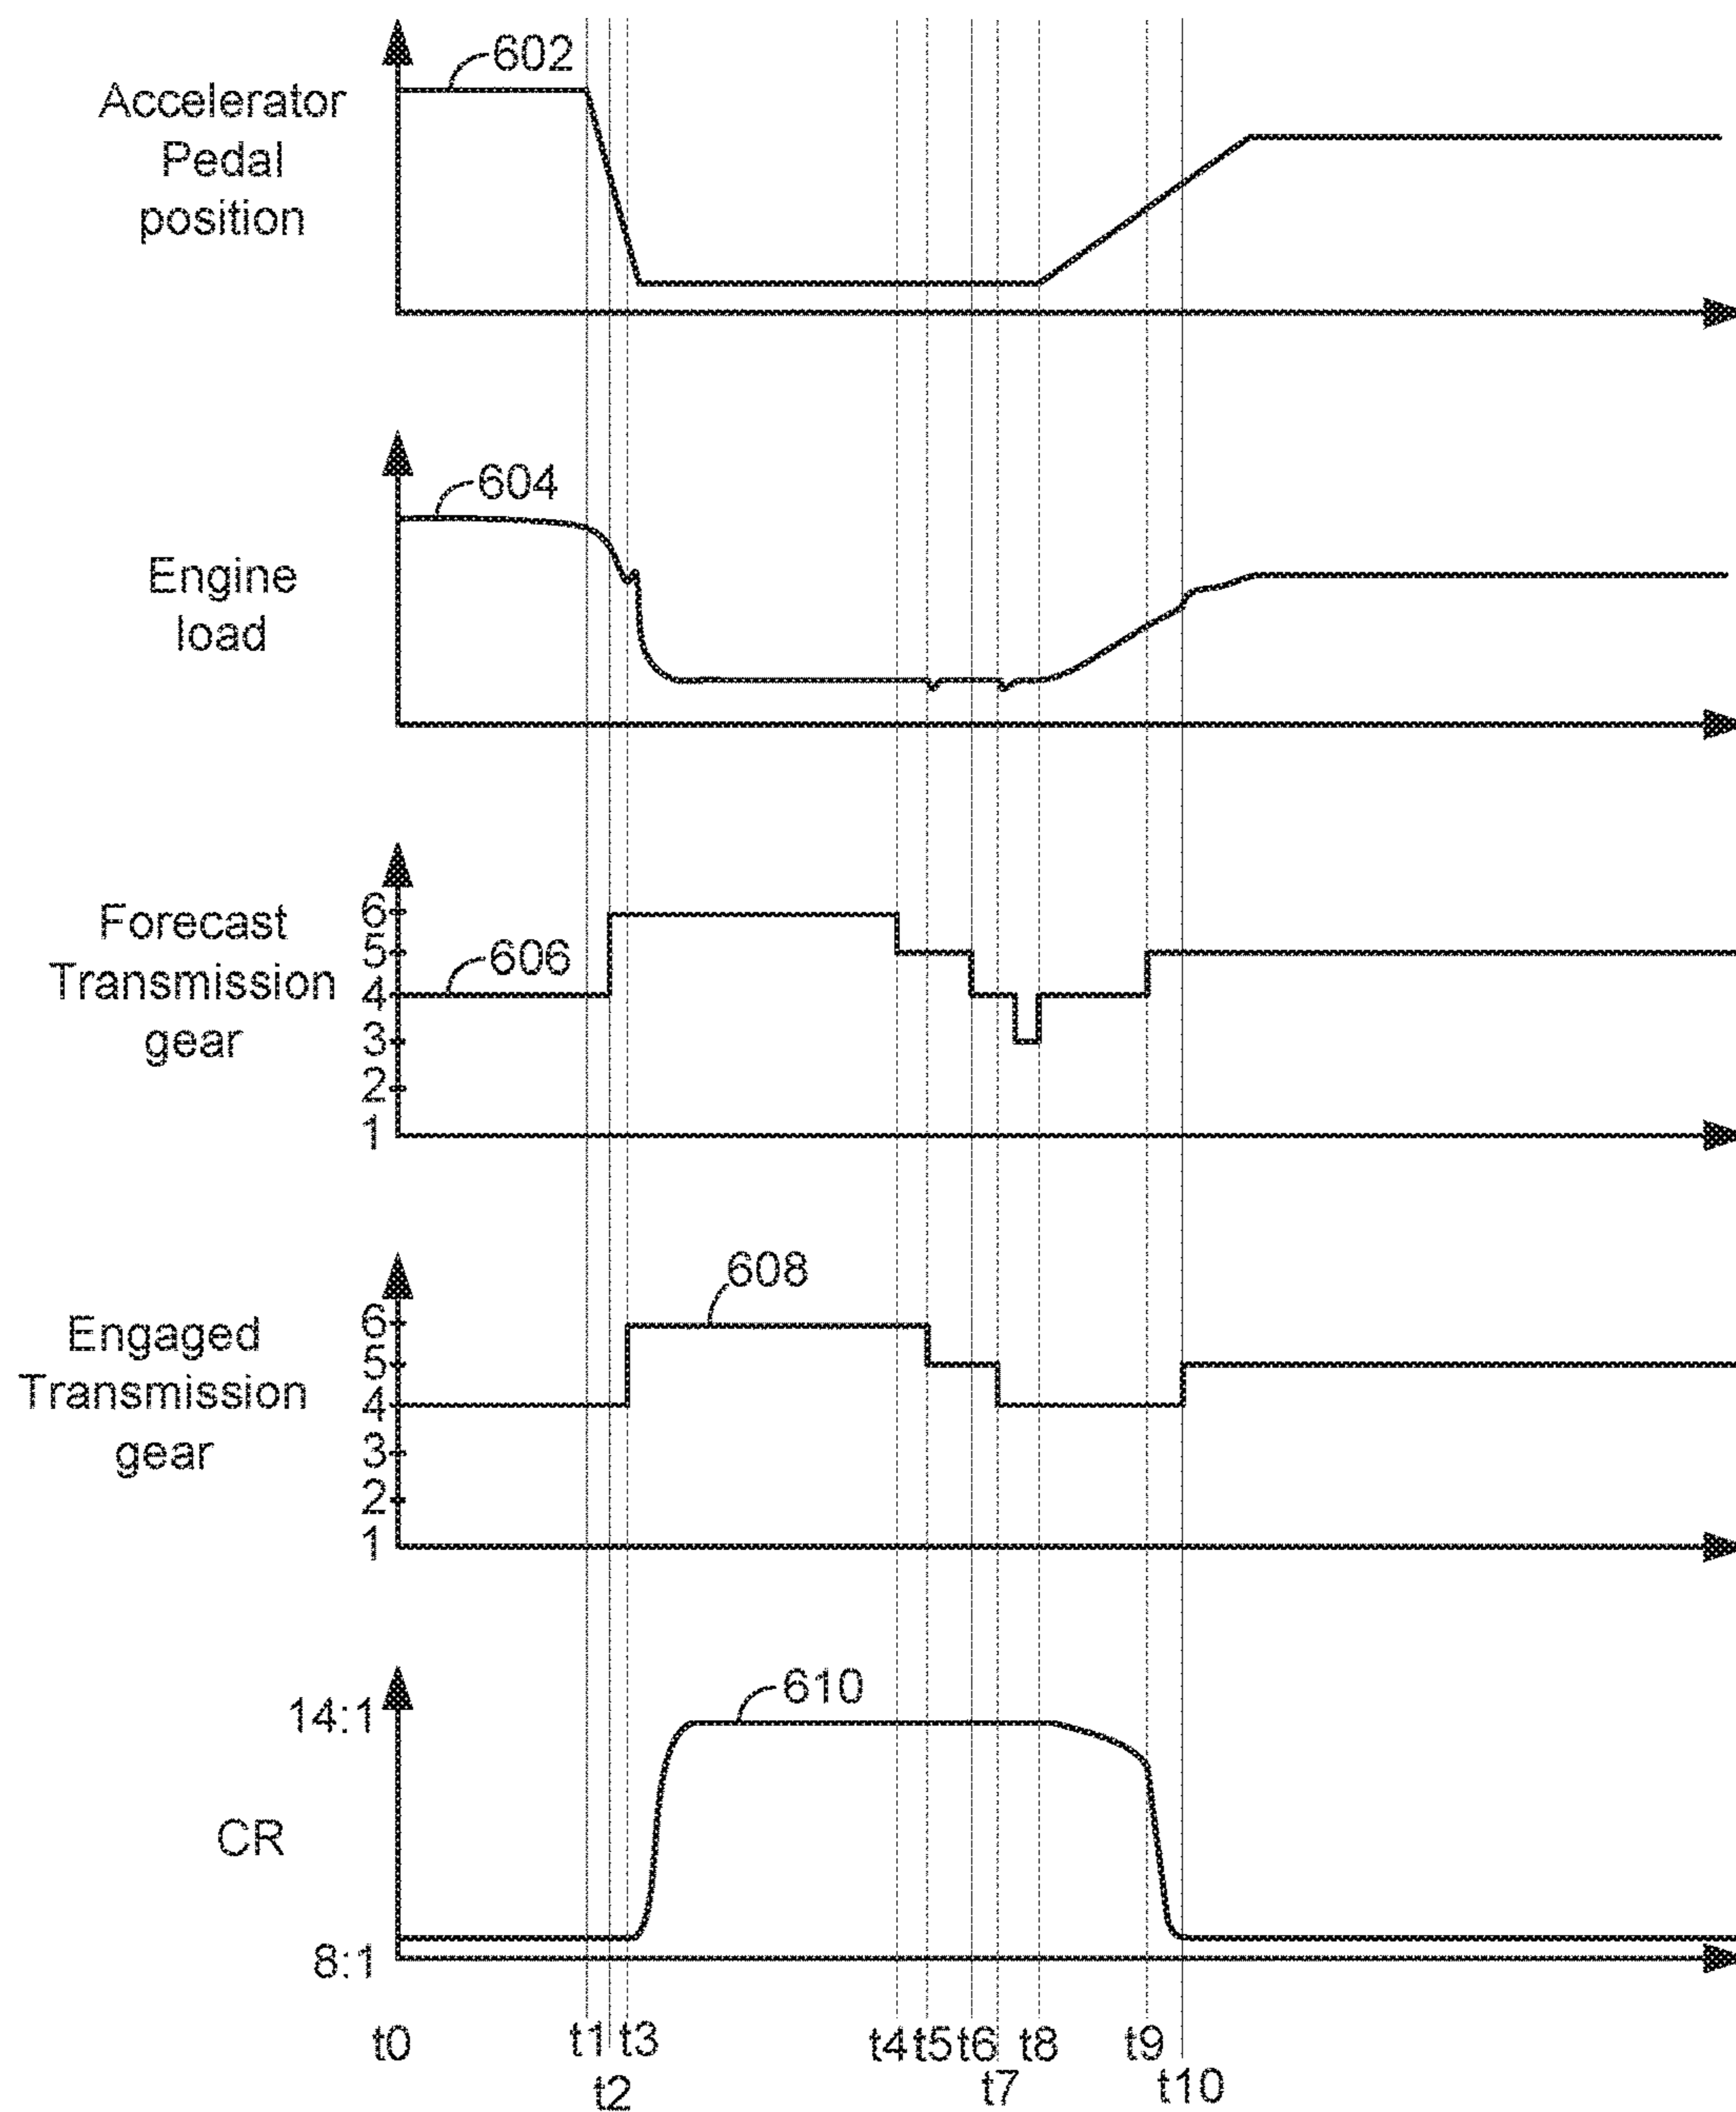 602
Accelerator
Pedal
position
604
Engine
load
6
Forecast
5
606
Transmission
4
gear
3
2
1
608
6
Engaged
5
Transmission
4
gear
3
2
1
610
14:1
CR
8:1
t0
t1
t3
t4
t5
t6
t8
t9
t2
t7
t10